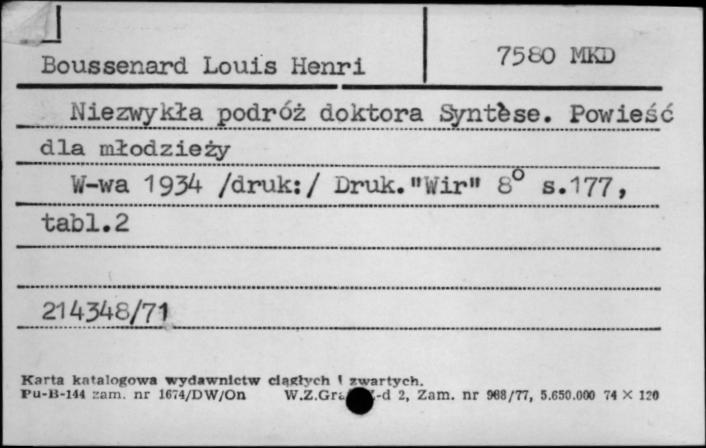 Boussenard Louis Henri
7580 MKD
Niezwykła podróż doktora Syntèse. Powieść
dla młodzieży
W-wa 1934 /druk:/ Druk."Wir" 8° s.177,
tabl.2
214348/71
Karta katalogowa wydawnictw ciągłych i zwartych.
Pu-B-144 zam. nr 1674/DW/On W.Z.Gra -d 2, Zam. nr 968/77, 5.650.000 74 × 120